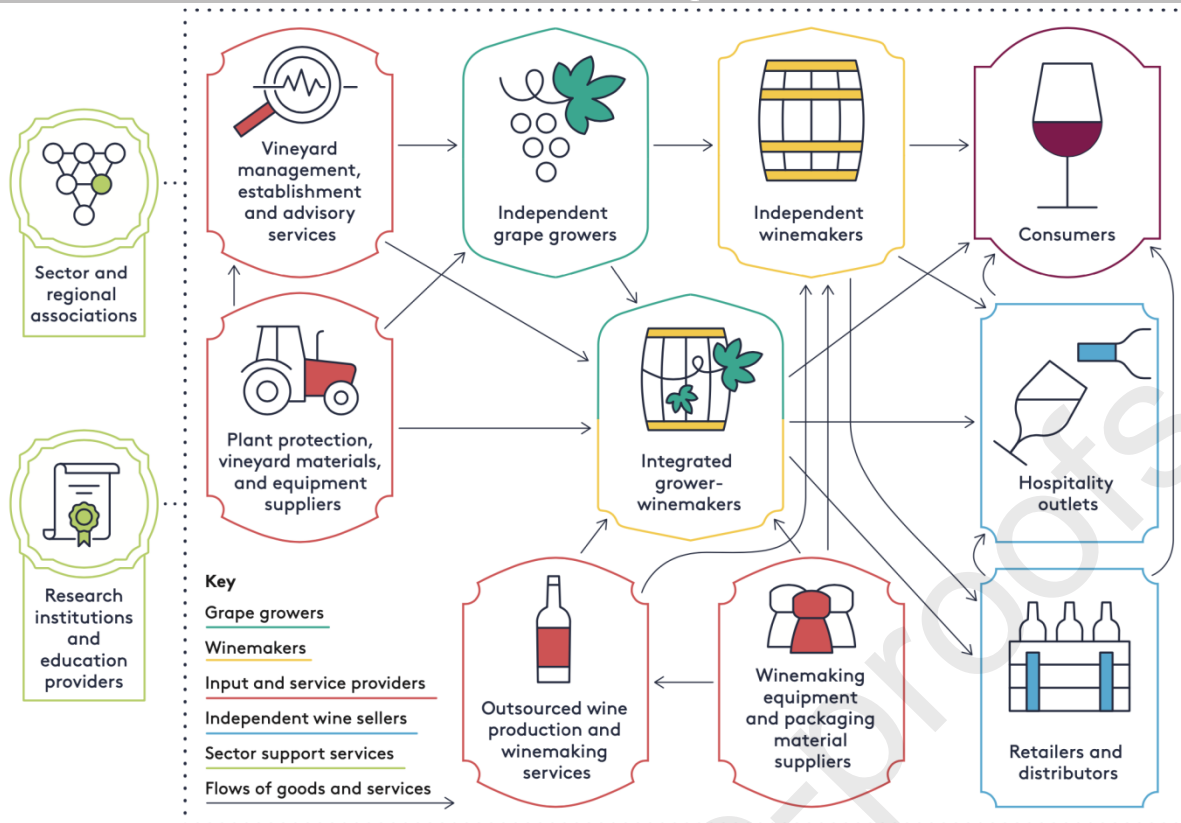 Vineyard
management,
establishment
and advisory
services
Independent
grape growers
Independent
winemakers
Consumers
Sector and
regional
associations
Plant protection,
vineyard materials,
and equipment
suppliers
Integrated
grower-
winemakers
Hospitality
outlets
Research
institutions
and
education
providers
Key
Grape growers
Winemakers
Input and service providers
Independent wine sellers
Sector support services
Flows of goods and services
Outsourced wine
production and
winemaking
services
Winemaking
equipment
and packaging
material
suppliers
Retailers and
distributors